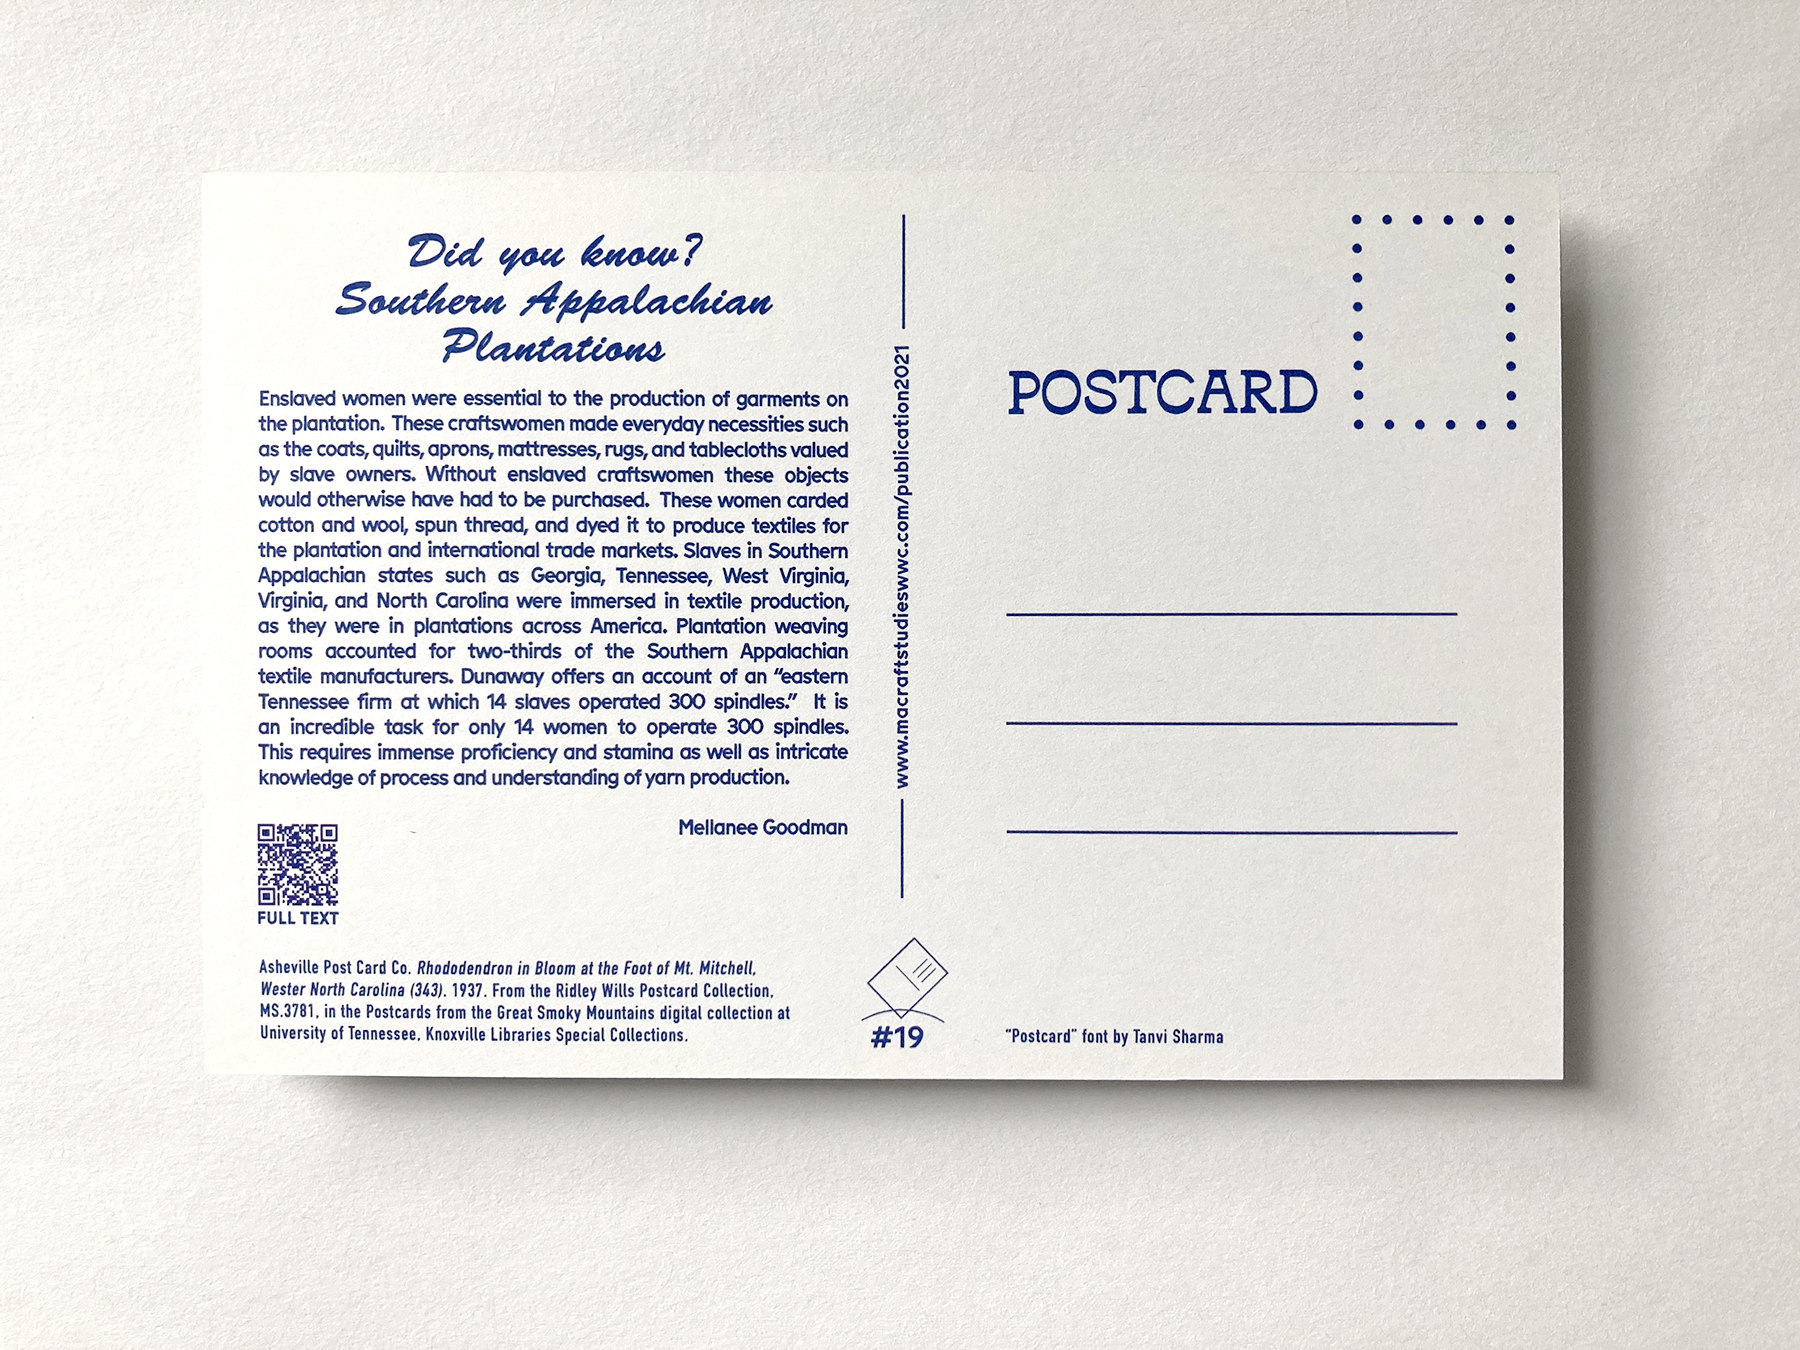 Did you know?
Southern Appalachian
Plantations
Enslaved women were essential to the production of garments on
the plantation. These craftswomen made everyday necessities such
as the coats, quilts, aprons, mattresses, rugs, and tablecloths valued
by slave owners. Without enslaved craftswomen these objects
would otherwise have had to be purchased. These women carded
cotton and wool, spun thread, and dyed it to produce textiles for
the plantation and international trade markets. Slaves in Southern
Appalachian states such as Georgia, Tennessee, West Virginia,
Virginia, and North Carolina were immersed in textile production,
as they were in plantations across America. Plantation weaving
rooms accounted for two-thirds of the Southern Appalachian
textile manufacturers. Dunaway offers an account of an “eastern
Tennessee firm at which 14 slaves operated 300 spindles.” It is
an incredible task for only 14 women to operate 300 spindles.
This requires immense proficiency and stamina as well as intricate
knowledge of process and understanding of yarn production.
Mellanee Goodman
FULL TEXT
Asheville Post Card Co. Rhododendron in Bloom at the Foot of Mt. Mitchell,
Wester North Carolina (343). 1937. From the Ridley Wills Postcard Collection,
MS.3781, in the Postcards from the Great Smoky Mountains digital collection at
University of Tennessee, Knoxville Libraries Special Collections.
www.macraftstudieswwc.com/publication2021
#19
POSTCARD
"Postcard" font by Tanvi Sharma